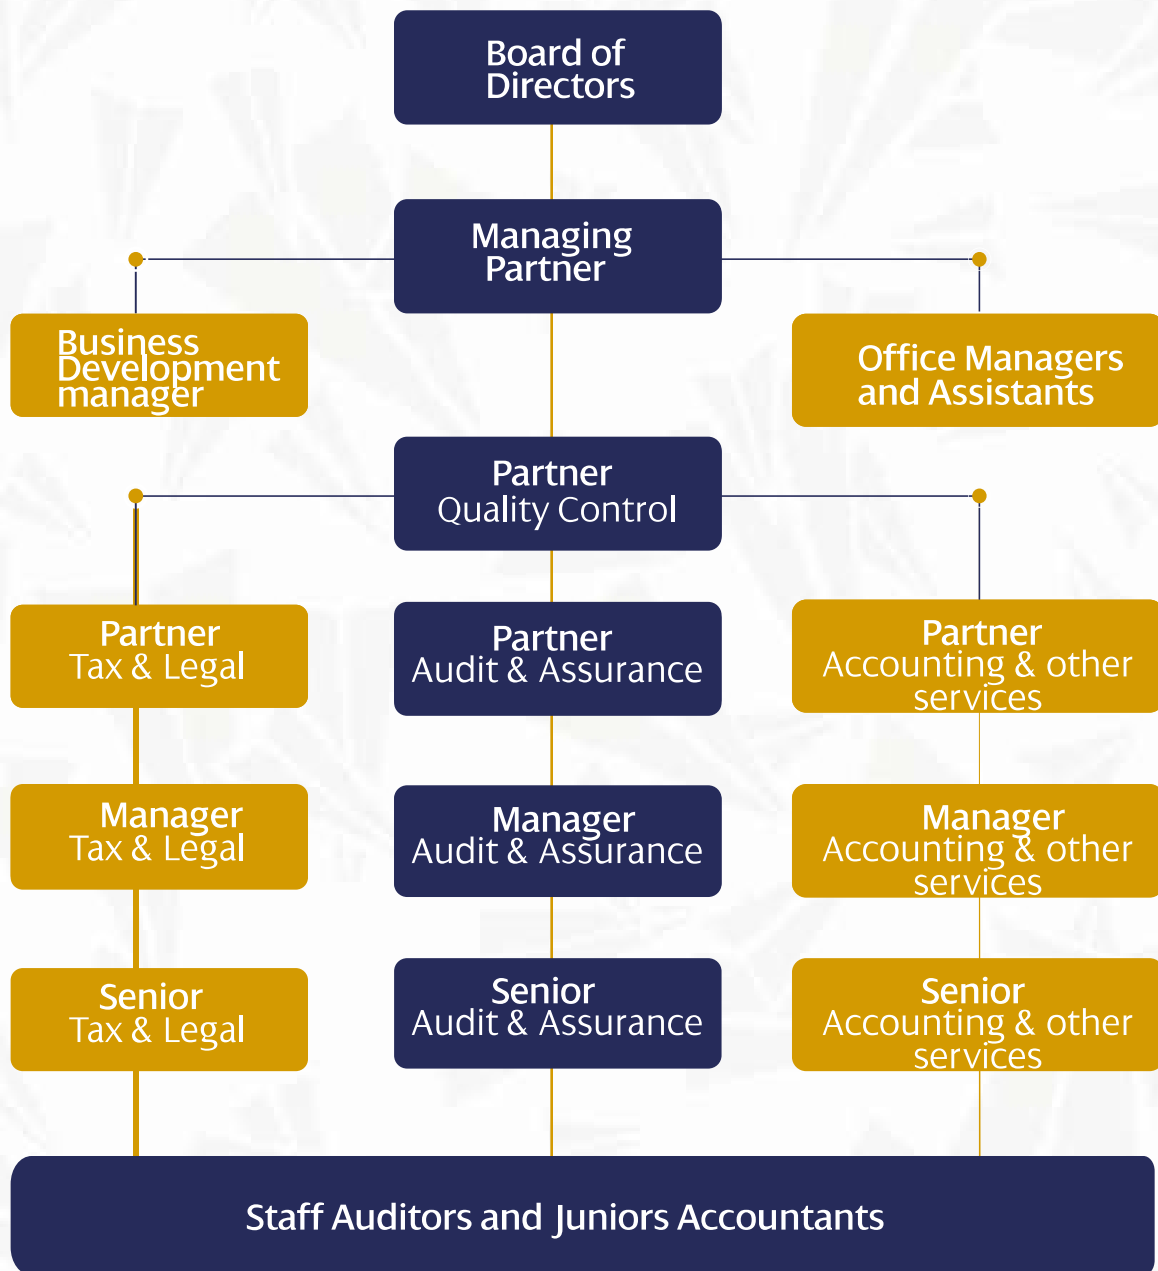 Board of
Directors
Managing
Partner
Business
Development
manager
Office Managers
and Assistants
Partner
Quality Control
Partner
Tax & Legal
Partner
Audit & Assurance
Partner
Accounting & other
services
Manager
Tax & Legal
Manager
Audit & Assurance
Manager
Accounting & other
services
Senior
Tax & Legal
Senior
Audit & Assurance
Senior
Accounting & other
services
Staff Auditors and Juniors Accountants